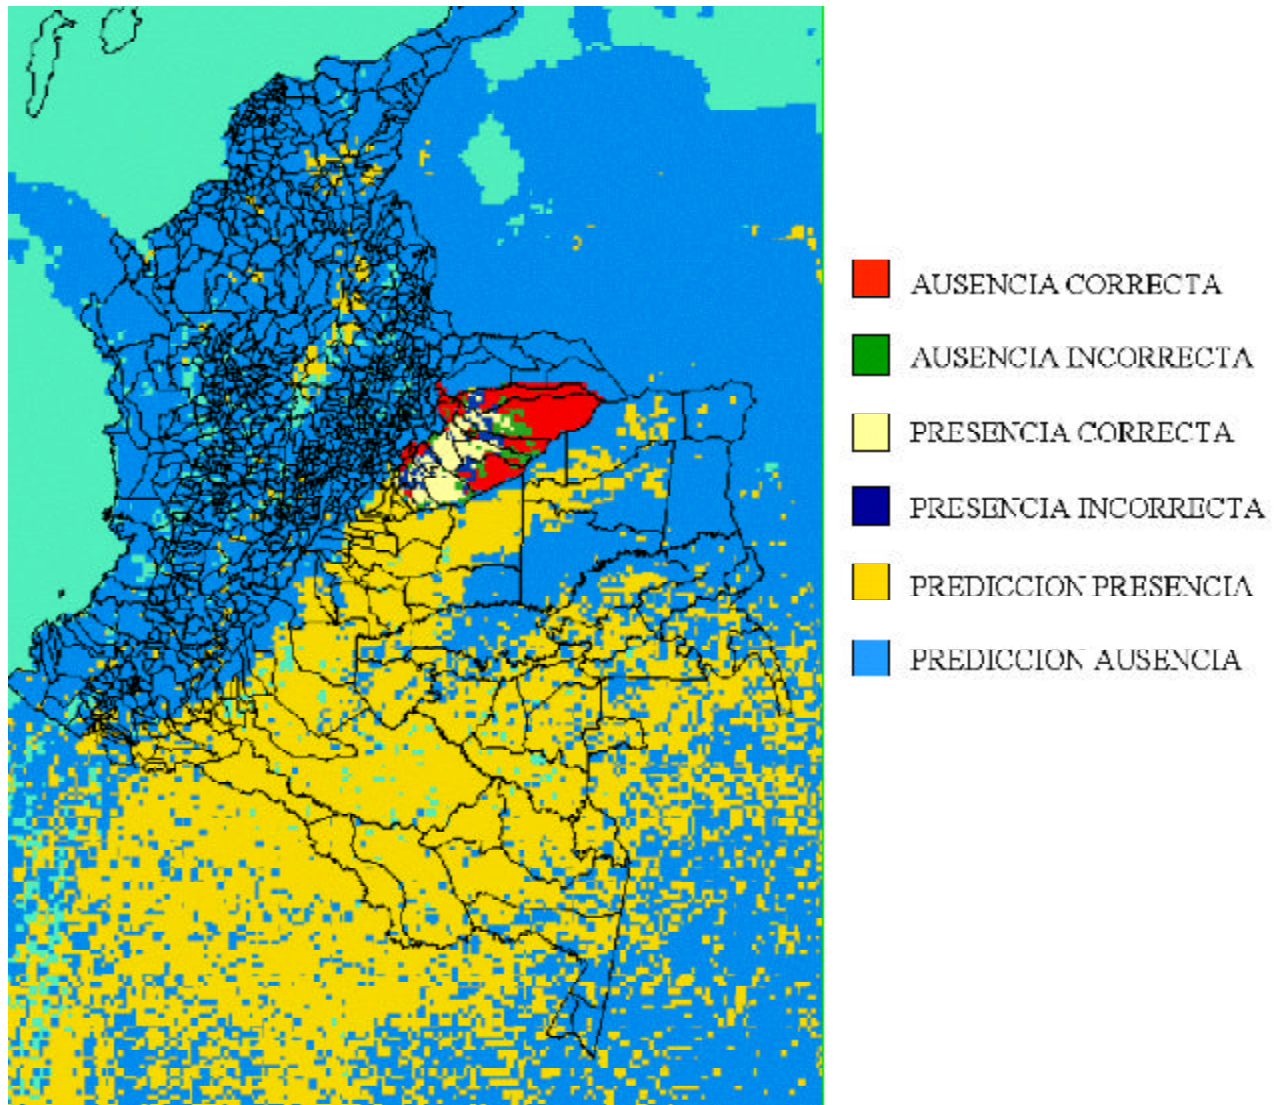 AUSENCIA CORRECTA
AUSENCIA INCORRECTA
PRESENCIA CORRECTA
PRESENCIA INCORRECTA
PREDICCION PRESENCIA
PREDICCION AUSENCIA